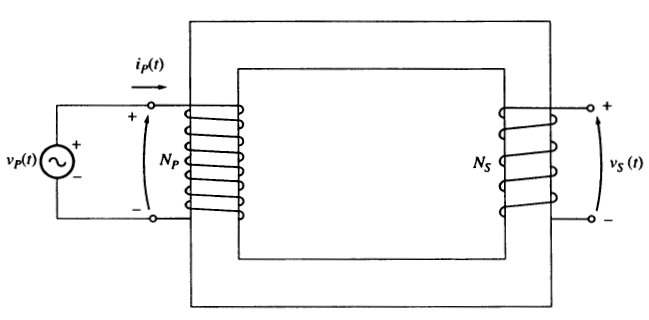 i_P(t)
+ +
v_P(t) + N_P N_S v_S(t)
−
− −